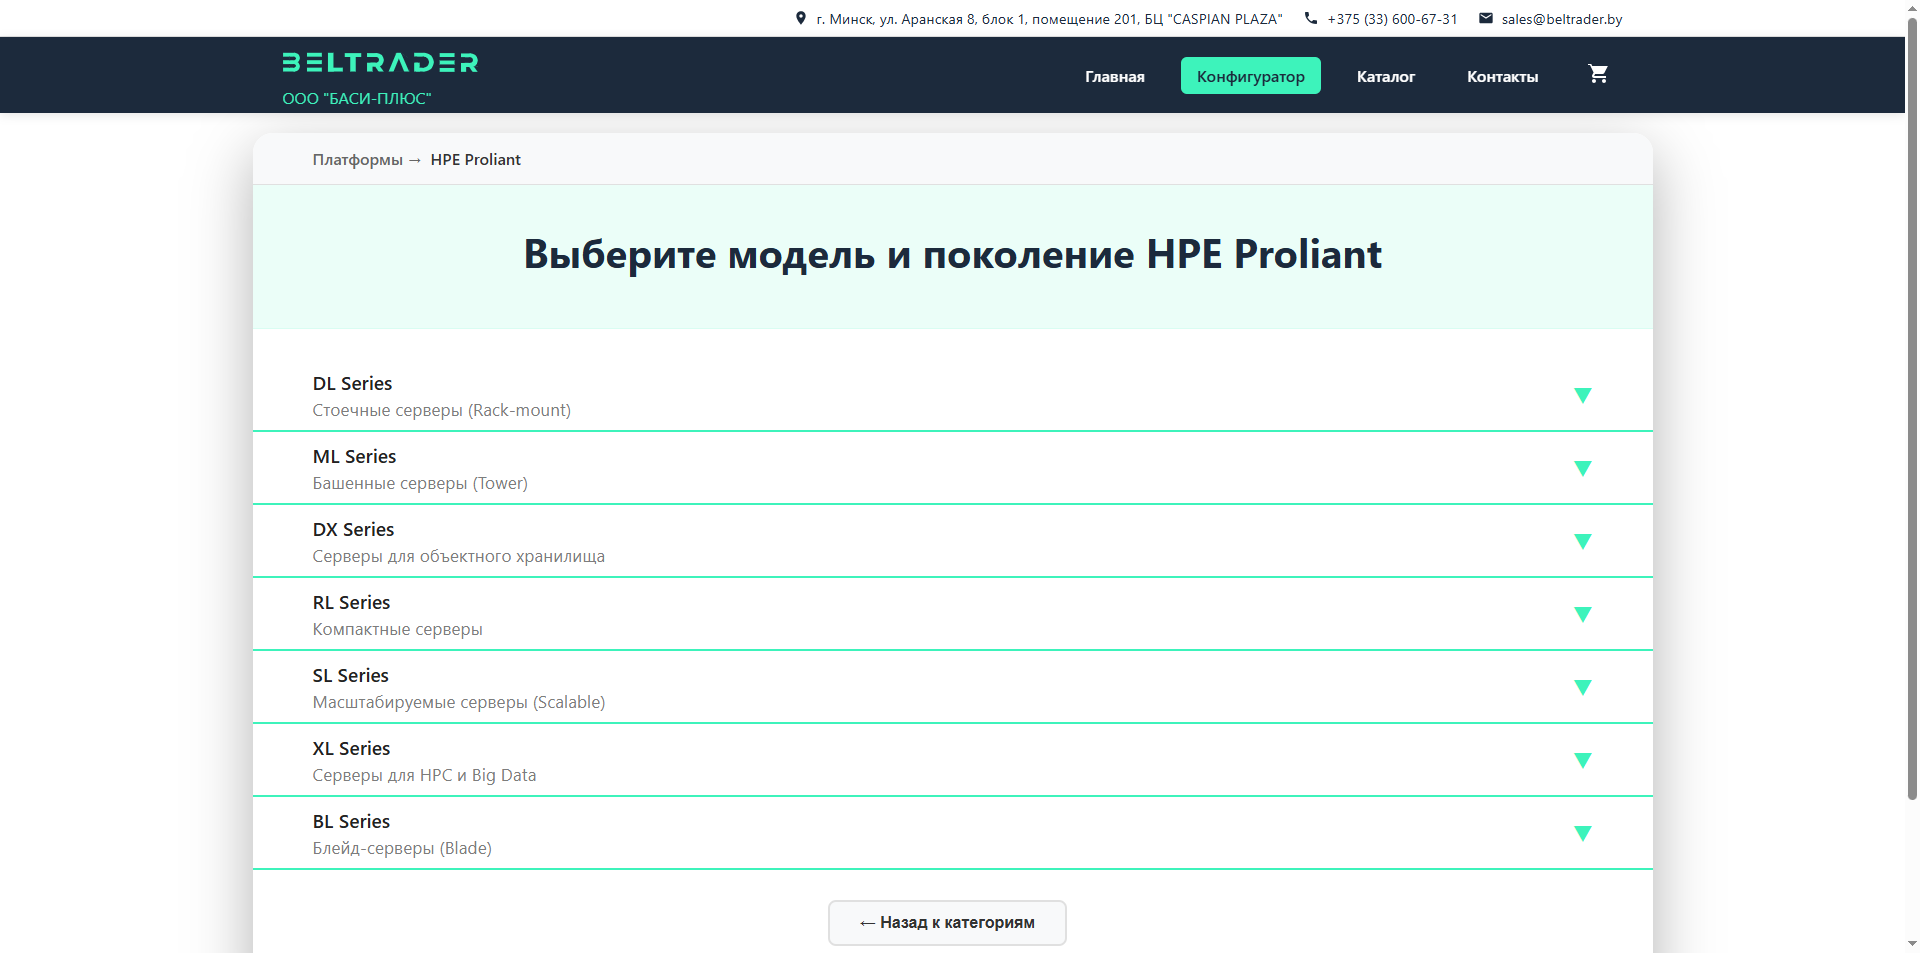 г. Минск, ул. Аранская 8, блок 1, помещение 201, БЦ "CASPIAN PLAZA" +375 (33) 600-67-31 sales@beltrader.by
BELTRADER
ООО "БАСИ-ПЛЮС"
Главная Конфигуратор Каталог Контакты
Платформы → HPE Proliant
Выберите модель и поколение HPE Proliant
DL Series
Стоечные серверы (Rack-mount)
ML Series
Башенные серверы (Tower)
DX Series
Серверы для объектного хранилища
RL Series
Компактные серверы
SL Series
Масштабируемые серверы (Scalable)
XL Series
Серверы для HPC и Big Data
BL Series
Блейд-серверы (Blade)
← Назад к категориям